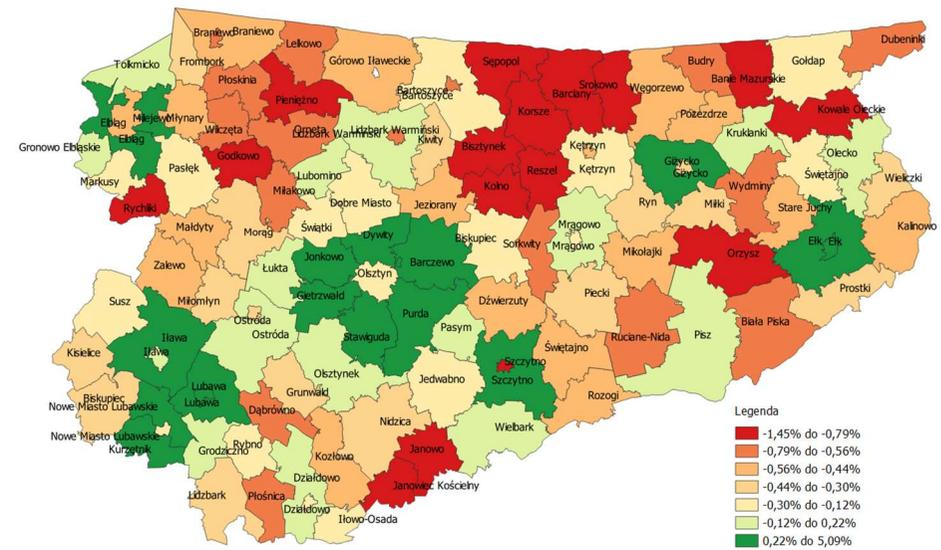 Braniewo
Braniewo
Lelkowo
Dubeninki
Frombork
Tolkmicko
Górowo Iławeckie
Sępopol
Budry
Gołdap
Płoskinia
Banie Mazurskie
Srokowo
Węgorzewo
Bartoszyce
Bartoszyce
Barciany
Pieniężno
Korsze
Pozezdrze
Kowale Oleckie
Elbląg
Milejewo
Młynary
Wilczęta
Orneta
Lidzbark Warmiński
Lidzbark Warmiński
Kiwity
Kruklanki
Elbląg
Gronowo Elbląskie
Godkowo
Bisztynek
Kętrzyn
Olecko
Giżycko
Giżycko
Pasłęk
Reszel
Kętrzyn
Markusy
Lubomino
Świętajno
Wieliczki
Miłakowo
Kolno
Wydminy
Rychliki
Dobre Miasto
Jeziorany
Ryn
Miłki
Stare Juchy
Małdyty
Morąg
Świątki
Dywity
Biskupiec
Sorkwity
Mrągowo
Mrągowo
Kalinowo
Ełk
Ełk
Mikołajki
Orzysz
Zalewo
Łukta
Jonkowo
Barczewo
Olsztyn
Prostki
Susz
Miłomłyn
Gietrzwałd
Dźwierzuty
Piecki
Purda
Ostróda
Ostróda
Pasym
Biała Piska
Iława
Iława
Stawiguda
Ruciane-Nida
Pisz
Kisielice
Świętajno
Szczytno
Szczytno
Olsztynek
Jedwabno
Lubawa
Lubawa
Grunwald
Rozogi
Biskupiec
Nowe Miasto Lubawskie
Dąbrówno
Nidzica
Wielbark
Nowe Miasto Lubawskie
Kurzętnik
Rybno
Grodziczno
Kozłowo
Janowo
Działdowo
Janowiec Kościelny
Lidzbark
Płośnica
Działdowo
Iłowo-Osada
Legenda
-1,45% do -0,79%
-0,79% do -0,56%
-0,56% do -0,44%
-0,44% do -0,30%
-0,30% do -0,12%
-0,12% do 0,22%
0,22% do 5,09%